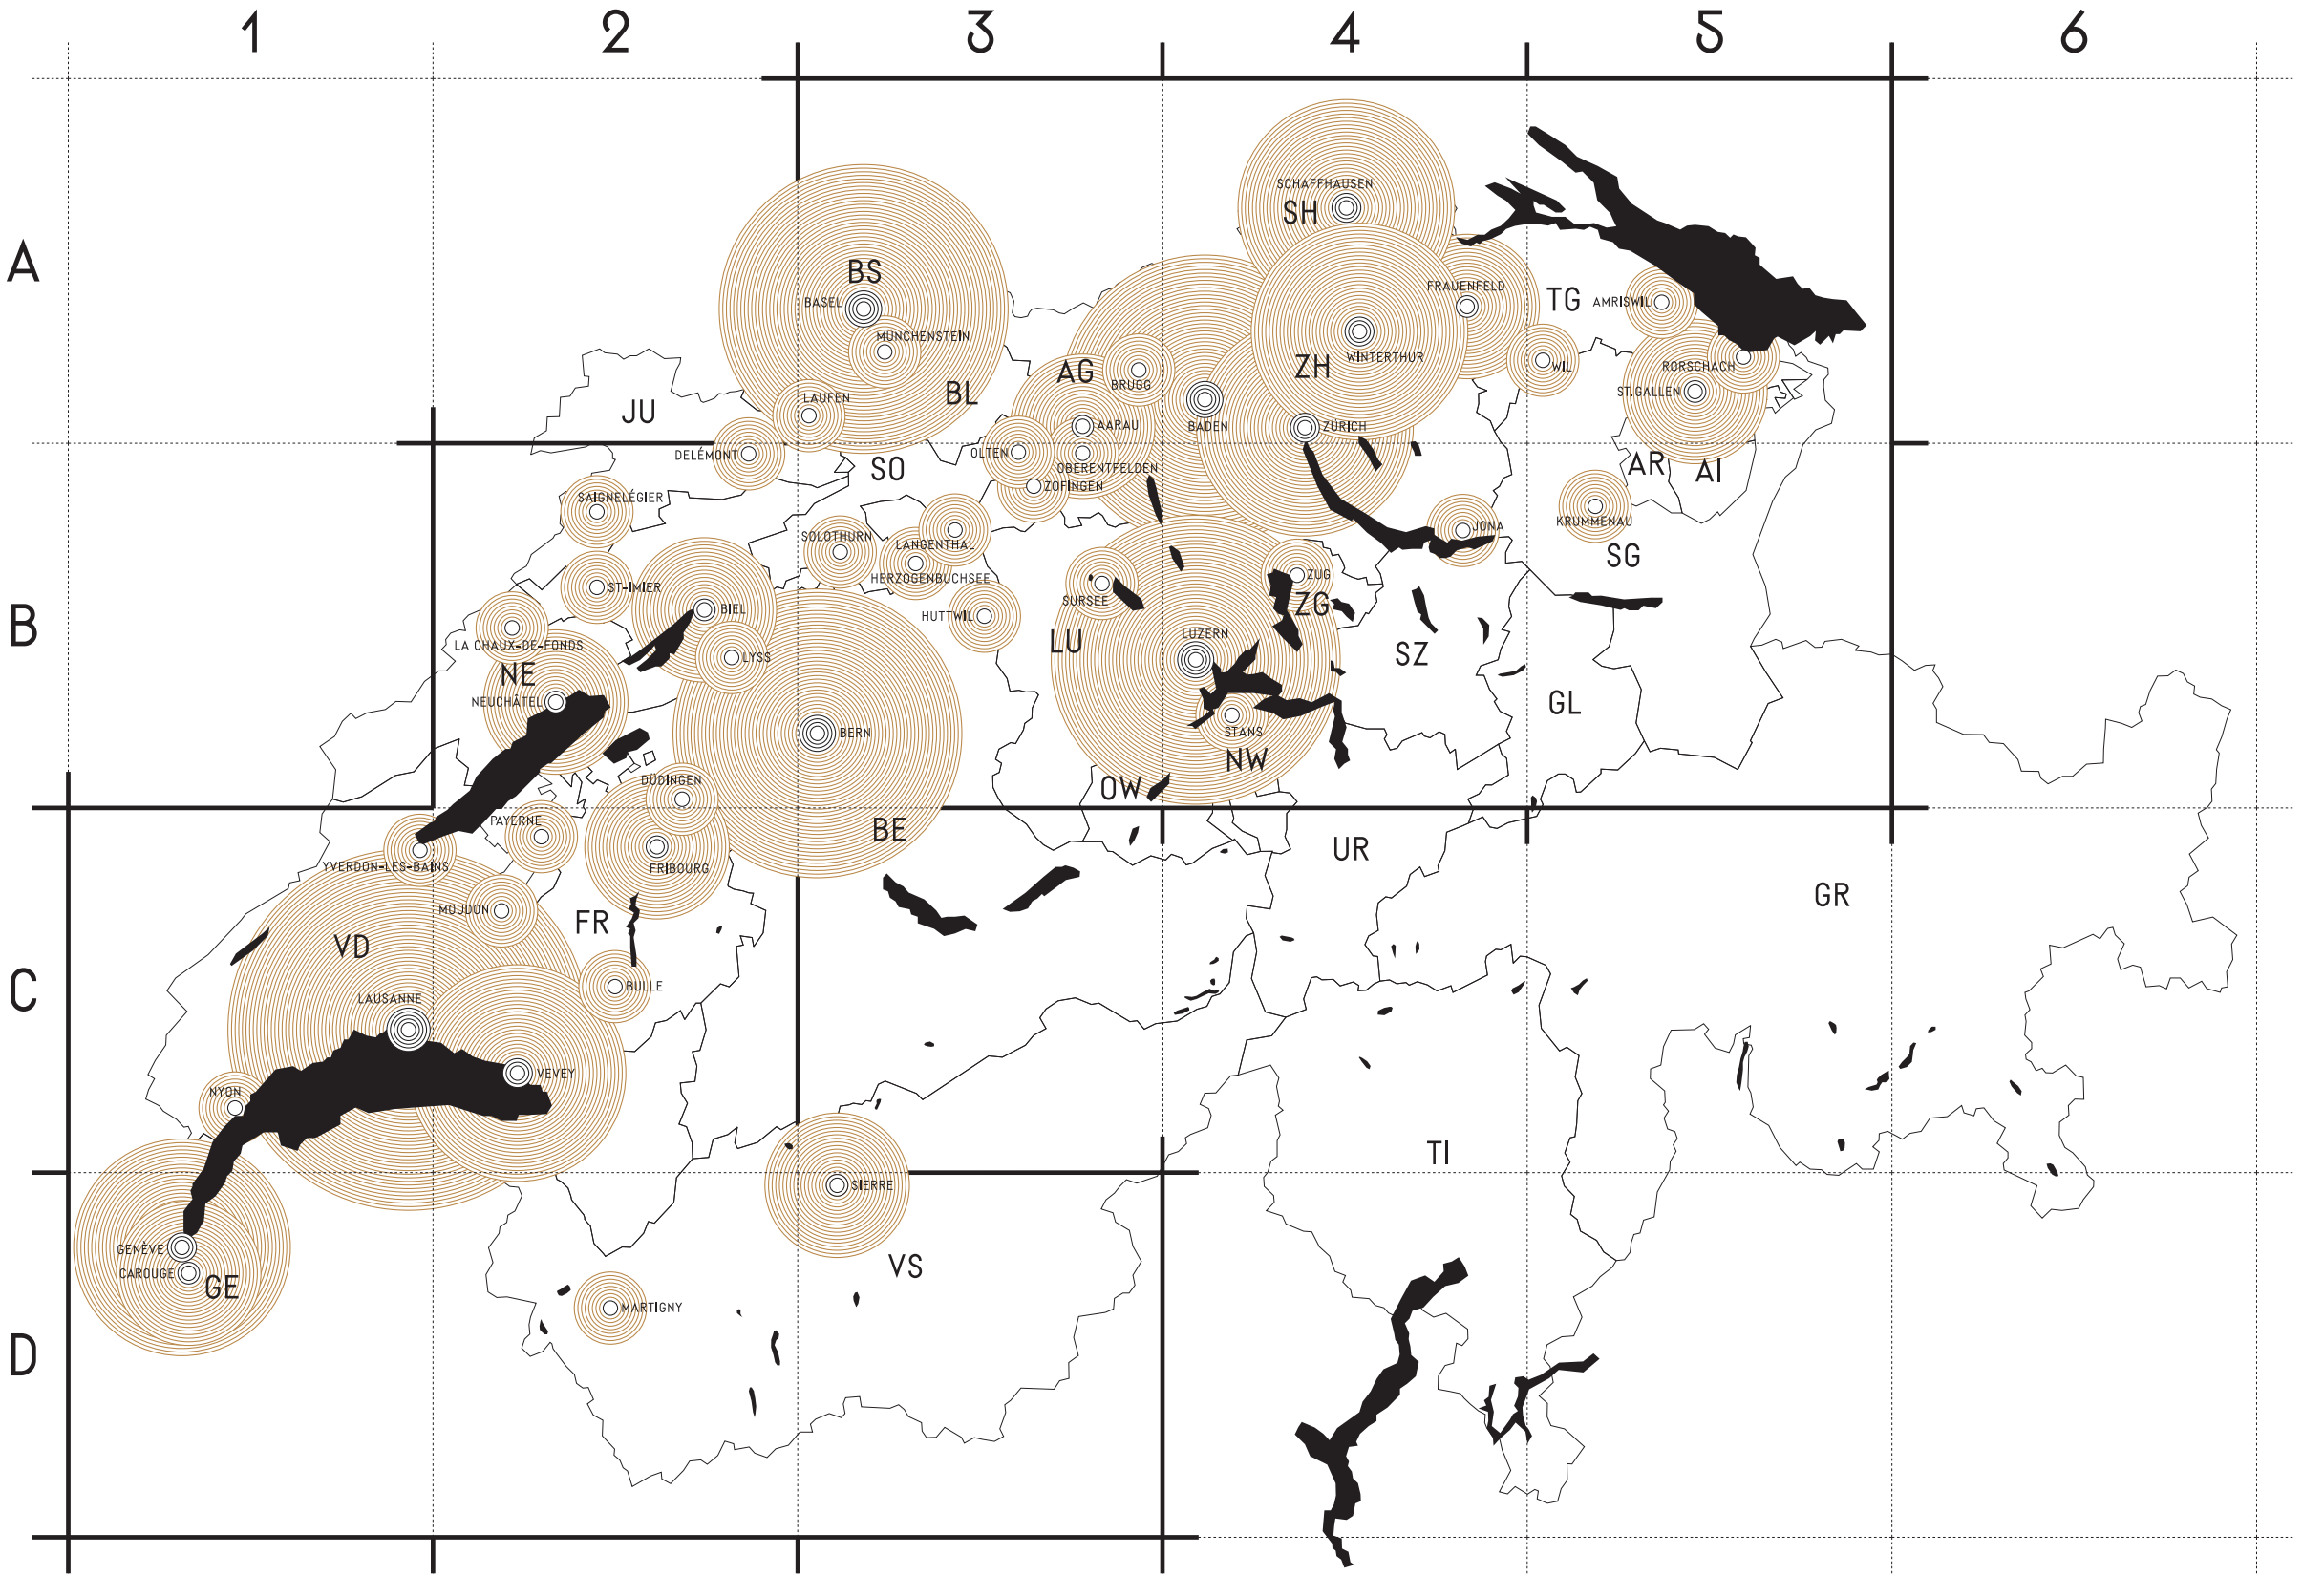 1 2 3 4 5 6
A
SCHAFFHAUSEN
SH
BS
BASEL
FRAUENFELD
TG
AMRISWIL
MÜNCHENSTEIN
ZH
WINTERTHUR
AG
BRUGG
WIL
RORSCHACH
ST.GALLEN
BL
LAUFEN
JU
AARAU
BADEN
ZÜRICH
DELÉMONT
OLTEN
SO
OBERENTFELDEN
AR
AI
ZOFINGEN
SAIGNELÉGIER
KRUMMENAU
JONA
SOLOTHURN
LANGENTHAL
SG
HERZOGENBUCHSEE
ZUG
ST-IMIER
SURSEE
ZG
BIEL
HUTTWIL
B
LUZERN
LA CHAUX-DE-FONDS
LU
SZ
LYSS
NE
NEUCHÂTEL
GL
BERN
STANS
NW
DÜDINGEN
OW
PAYERNE
BE
UR
YVERDON-LES-BAINS
FRIBOURG
GR
MOUDON
FR
VD
C
BULLE
LAUSANNE
VEVEY
NYON
TI
SIERRE
GENÈVE
VS
CAROUGE
GE
MARTIGNY
D